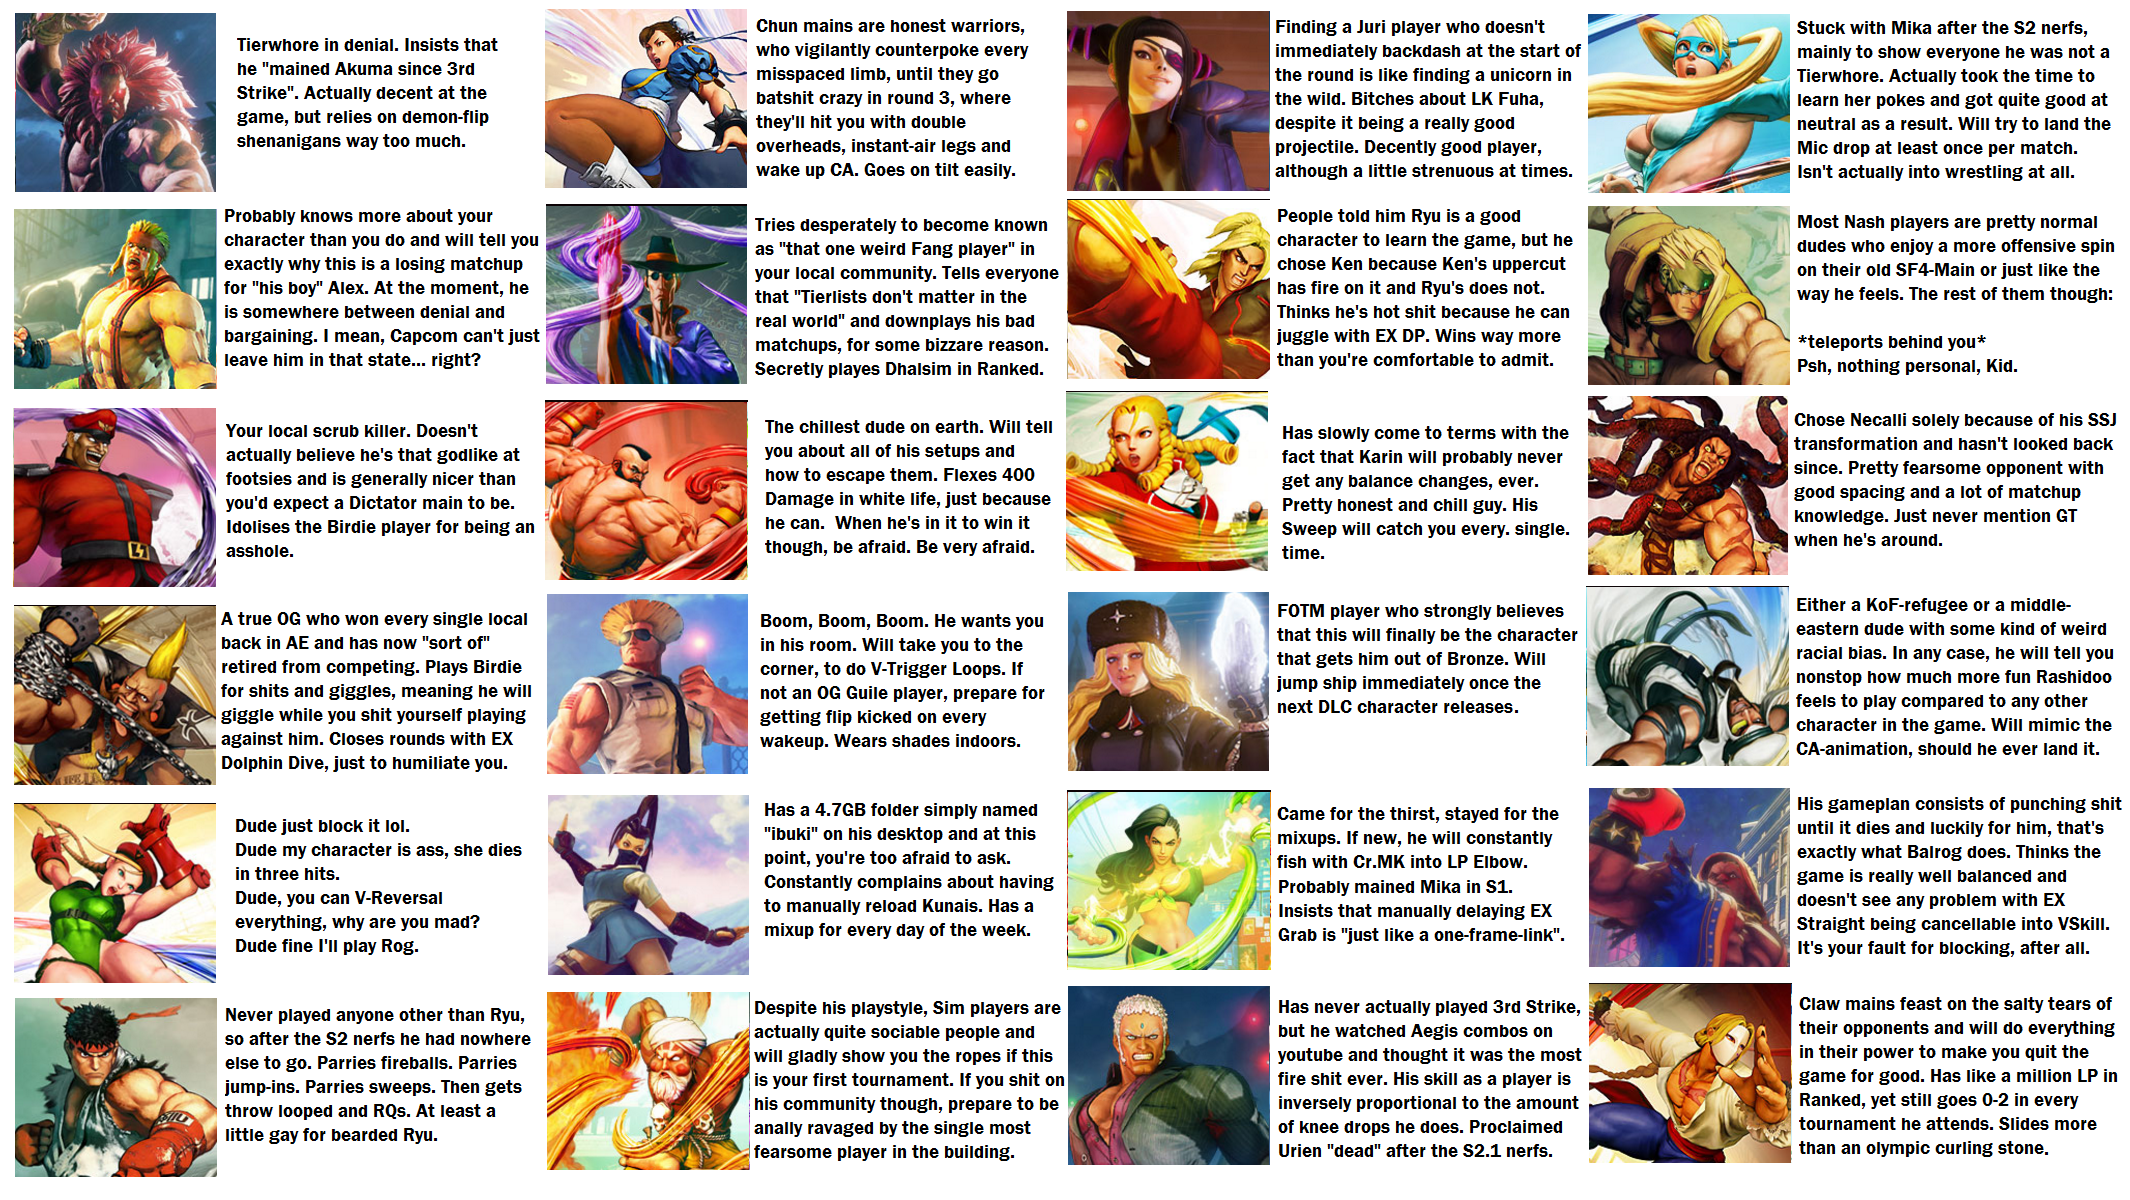 Tierwhore in denial. Insists that
he "mained Akuma since 3rd
Strike". Actually decent at the
game, but relies on demon-flip
shenanigans way too much.
Chun mains are honest warriors,
who vigilantly counterpoke every
misspaced limb, until they go
batshit crazy in round 3, where
they'll hit you with double
overheads, instant-air legs and
wake up CA. Goes on tilt easily.
Finding a Juri player who doesn't
immediately backdash at the start of
the round is like finding a unicorn in
the wild. Bitches about LK Fuha,
despite it being a really good
projectile. Decently good player,
although a little strenuous at times.
Stuck with Mika after the S2 nerfs,
mainly to show everyone he was not a
Tierwhore. Actually took the time to
learn her pokes and got quite good at
neutral as a result. Will try to land the
Mic drop at least once per match.
Isn't actually into wrestling at all.
Probably knows more about your
character than you do and will tell you
exactly why this is a losing matchup
for "his boy" Alex. At the moment, he
is somewhere between denial and
bargaining. I mean, Capcom can't just
leave him in that state... right?
Tries desperately to become known
as "that one weird Fang player" in
your local community. Tells everyone
that "Tierlists don't matter in the
real world" and downplays his bad
matchups, for some bizzare reason.
Secretly playes Dhalsim in Ranked.
People told him Ryu is a good
character to learn the game, but he
chose Ken because Ken's uppercut
has fire on it and Ryu's does not.
Thinks he's hot shit because he can
juggle with EX DP. Wins way more
than you're comfortable to admit.
Most Nash players are pretty normal
dudes who enjoy a more offensive spin
on their old SF4-Main or just like the
way he feels. The rest of them though:
*teleports behind you*
Psh, nothing personal, Kid.
Your local scrub killer. Doesn't
actually believe he's that godlike at
footsies and is generally nicer than
you'd expect a Dictator main to be.
Idolises the Birdie player for being an
asshole.
The chillest dude on earth. Will tell
you about all of his setups and
how to escape them. Flexes 400
Damage in white life, just because
he can. When he's in it to win it
though, be afraid. Be very afraid.
Has slowly come to terms with the
fact that Karin will probably never
get any balance changes, ever.
Pretty honest and chill guy. His
Sweep will catch you every. single.
time.
Chose Necalli solely because of his SSJ
transformation and hasn't looked back
since. Pretty fearsome opponent with
good spacing and a lot of matchup
knowledge. Just never mention GT
when he's around.
A true OG who won every single local
back in AE and has now "sort of"
retired from competing. Plays Birdie
for shits and giggles, meaning he will
giggle while you shit yourself playing
against him. Closes rounds with EX
Dolphin Dive, just to humiliate you.
Boom, Boom, Boom. He wants you
in his room. Will take you to the
corner, to do V-Trigger Loops. If
not an OG Guile player, prepare for
getting flip kicked on every
wakeup. Wears shades indoors.
FOTM player who strongly believes
that this will finally be the character
that gets him out of Bronze. Will
jump ship immediately once the
next DLC character releases.
Either a KoF-refugee or a middle-
eastern dude with some kind of weird
racial bias. In any case, he will tell you
nonstop how much more fun Rashidoo
feels to play compared to any other
character in the game. Will mimic the
CA-animation, should he ever land it.
Dude just block it lol.
Dude my character is ass, she dies
in three hits.
Dude, you can V-Reversal
everything, why are you mad?
Dude fine I'll play Rog.
Has a 4.7GB folder simply named
"ibuki" on his desktop and at this
point, you're too afraid to ask.
Constantly complains about having
to manually reload Kunais. Has a
mixup for every day of the week.
Came for the thirst, stayed for the
mixups. If new, he will constantly
fish with Cr.MK into LP Elbow.
Probably mained Mika in S1.
Insists that manually delaying EX
Grab is "just like a one-frame-link".
His gameplan consists of punching shit
until it dies and luckily for him, that's
exactly what Balrog does. Thinks the
game is really well balanced and
doesn't see any problem with EX
Straight being cancellable into VSkill.
It's your fault for blocking, after all.
Never played anyone other than Ryu,
so after the S2 nerfs he had nowhere
else to go. Parries fireballs. Parries
jump-ins. Parries sweeps. Then gets
throw looped and RQs. At least a
little gay for bearded Ryu.
Despite his playstyle, Sim players are
actually quite sociable people and
will gladly show you the ropes if this
is your first tournament. If you shit on
his community though, prepare to be
anally ravaged by the single most
fearsome player in the building.
Has never actually played 3rd Strike,
but he watched Aegis combos on
youtube and thought it was the most
fire shit ever. His skill as a player is
inversely proportional to the amount
of knee drops he does. Proclaimed
Urien "dead" after the S2.1 nerfs.
Claw mains feast on the salty tears of
their opponents and will do everything
in their power to make you quit the
game for good. Has like a million LP in
Ranked, yet still goes 0-2 in every
tournament he attends. Slides more
than an olympic curling stone.